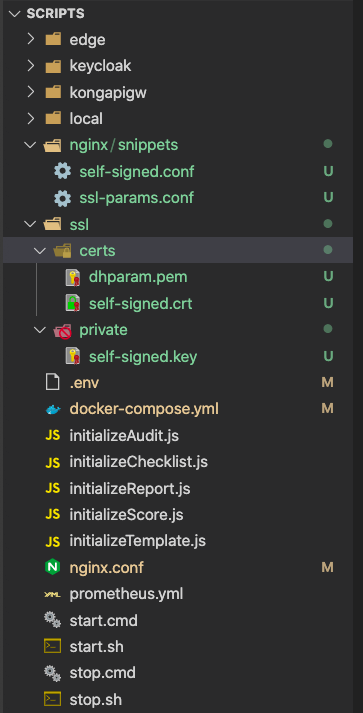 SCRIPTS
edge
keycloak
kongapigw
local
nginx/snippets
self-signed.conf U
ssl-params.conf U
ssl
certs
dhparam.pem U
self-signed.crt U
private
self-signed.key U
.env M
docker-compose.yml M
JS initializeAudit.js
JS initializeChecklist.js
JS initializeReport.js
JS initializeScore.js
JS initializeTemplate.js
N nginx.conf M
YML prometheus.yml
start.cmd
start.sh
stop.cmd
stop.sh